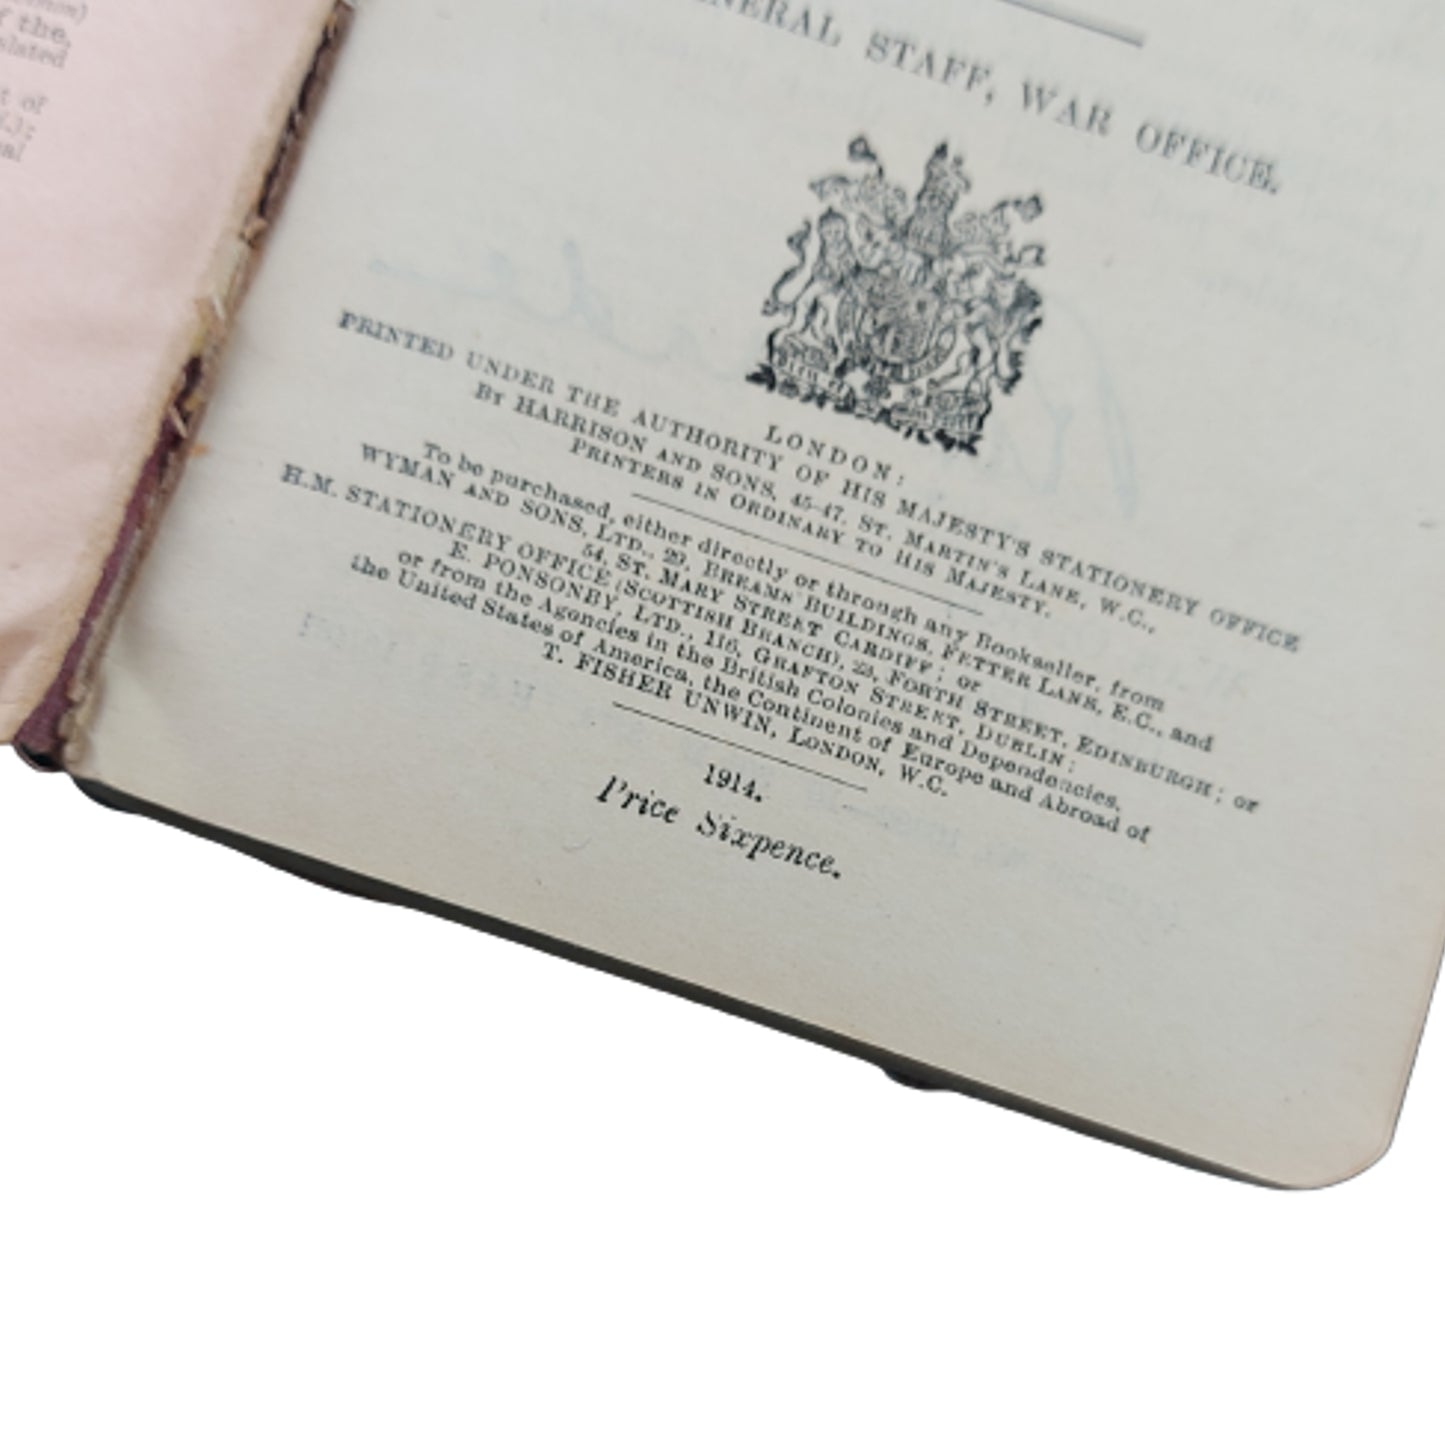 the,
t of
GENERAL STAFF, WAR OFFICE.
LONDON:
PRINTED UNDER THE AUTHORITY OF HIS MAJESTY'S STATIONERY OFFICE
BY HARRISON AND SONS, 45-47, ST. MARTIN'S LANE, W.C.,
PRINTERS IN ORDINARY TO HIS MAJESTY.
To be purchased, either directly or through any Bookseller, from
WYMAN AND SONS, LTD., 29, BREAMS BUILDINGS, FETTER LANE, E.C., and
54, ST. MARY STREET, CARDIFF; or
H.M. STATIONERY OFFICE (SCOTTISH BRANCH), 23, FORTH STREET, EDINBURGH; or
E. PONSONBY, LTD., 116, GRAFTON STREET, DUBLIN;
or from the Agencies in the British Colonies and Dependencies,
the United States of America, the Continent of Europe and Abroad of
T. FISHER UNWIN, LONDON, W.C.
1914.
Price Sixpence.